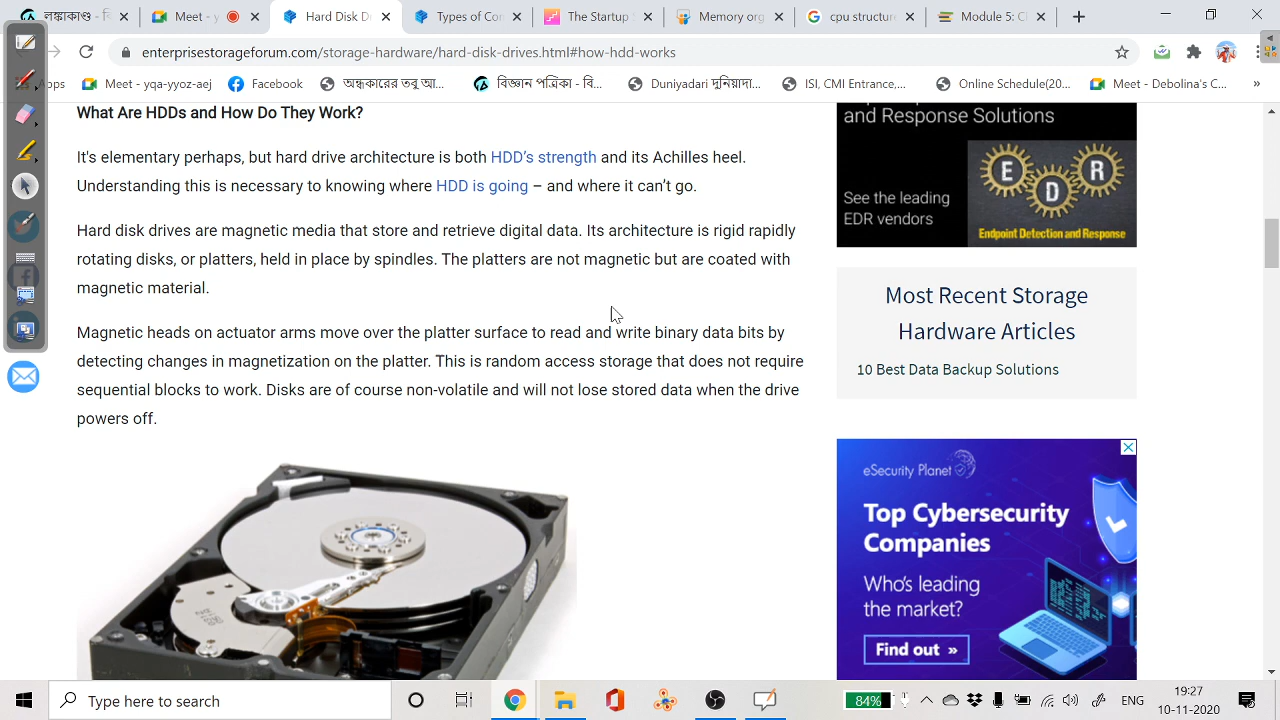 লঙ্কাকাণ্ড: ৫
Meet - y
Hard Disk D
Types of Co
The Startup
Memory org
cpu structur
Module 5: C
enterprisestorageforum.com/storage-hardware/hard-disk-drives.html#how-hdd-works
ps
Meet - yqa-yyoz-aej
Facebook
অন্ধকারের তবু আ...
বিজ্ঞান পত্রিকা - বি...
Duniyadari দুনিয়াদ...
ISI, CMI Entrance,...
Online Schedule(20...
Meet - Debolina's C...
»
What Are HDDs and How Do They Work?
It's elementary perhaps, but hard drive architecture is both HDD's strength and its Achilles heel.
Understanding this is necessary to knowing where HDD is going – and where it can't go.
Hard disk drives are magnetic media that store and retrieve digital data. Its architecture is rigid rapidly
rotating disks, or platters, held in place by spindles. The platters are not magnetic but are coated with
magnetic material.
Magnetic heads on actuator arms move over the platter surface to read and write binary data bits by
detecting changes in magnetization on the platter. This is random access storage that does not require
sequential blocks to work. Disks are of course non-volatile and will not lose stored data when the drive
powers off.
and Response Solutions
See the leading
EDR vendors
E
D
R
Endpoint Detection and Response
Most Recent Storage
Hardware Articles
10 Best Data Backup Solutions
eSecurity Planet
Top Cybersecurity
Companies
Who's leading
the market?
Find out »
Type here to search
84%
ENG
19:27
10-11-2020